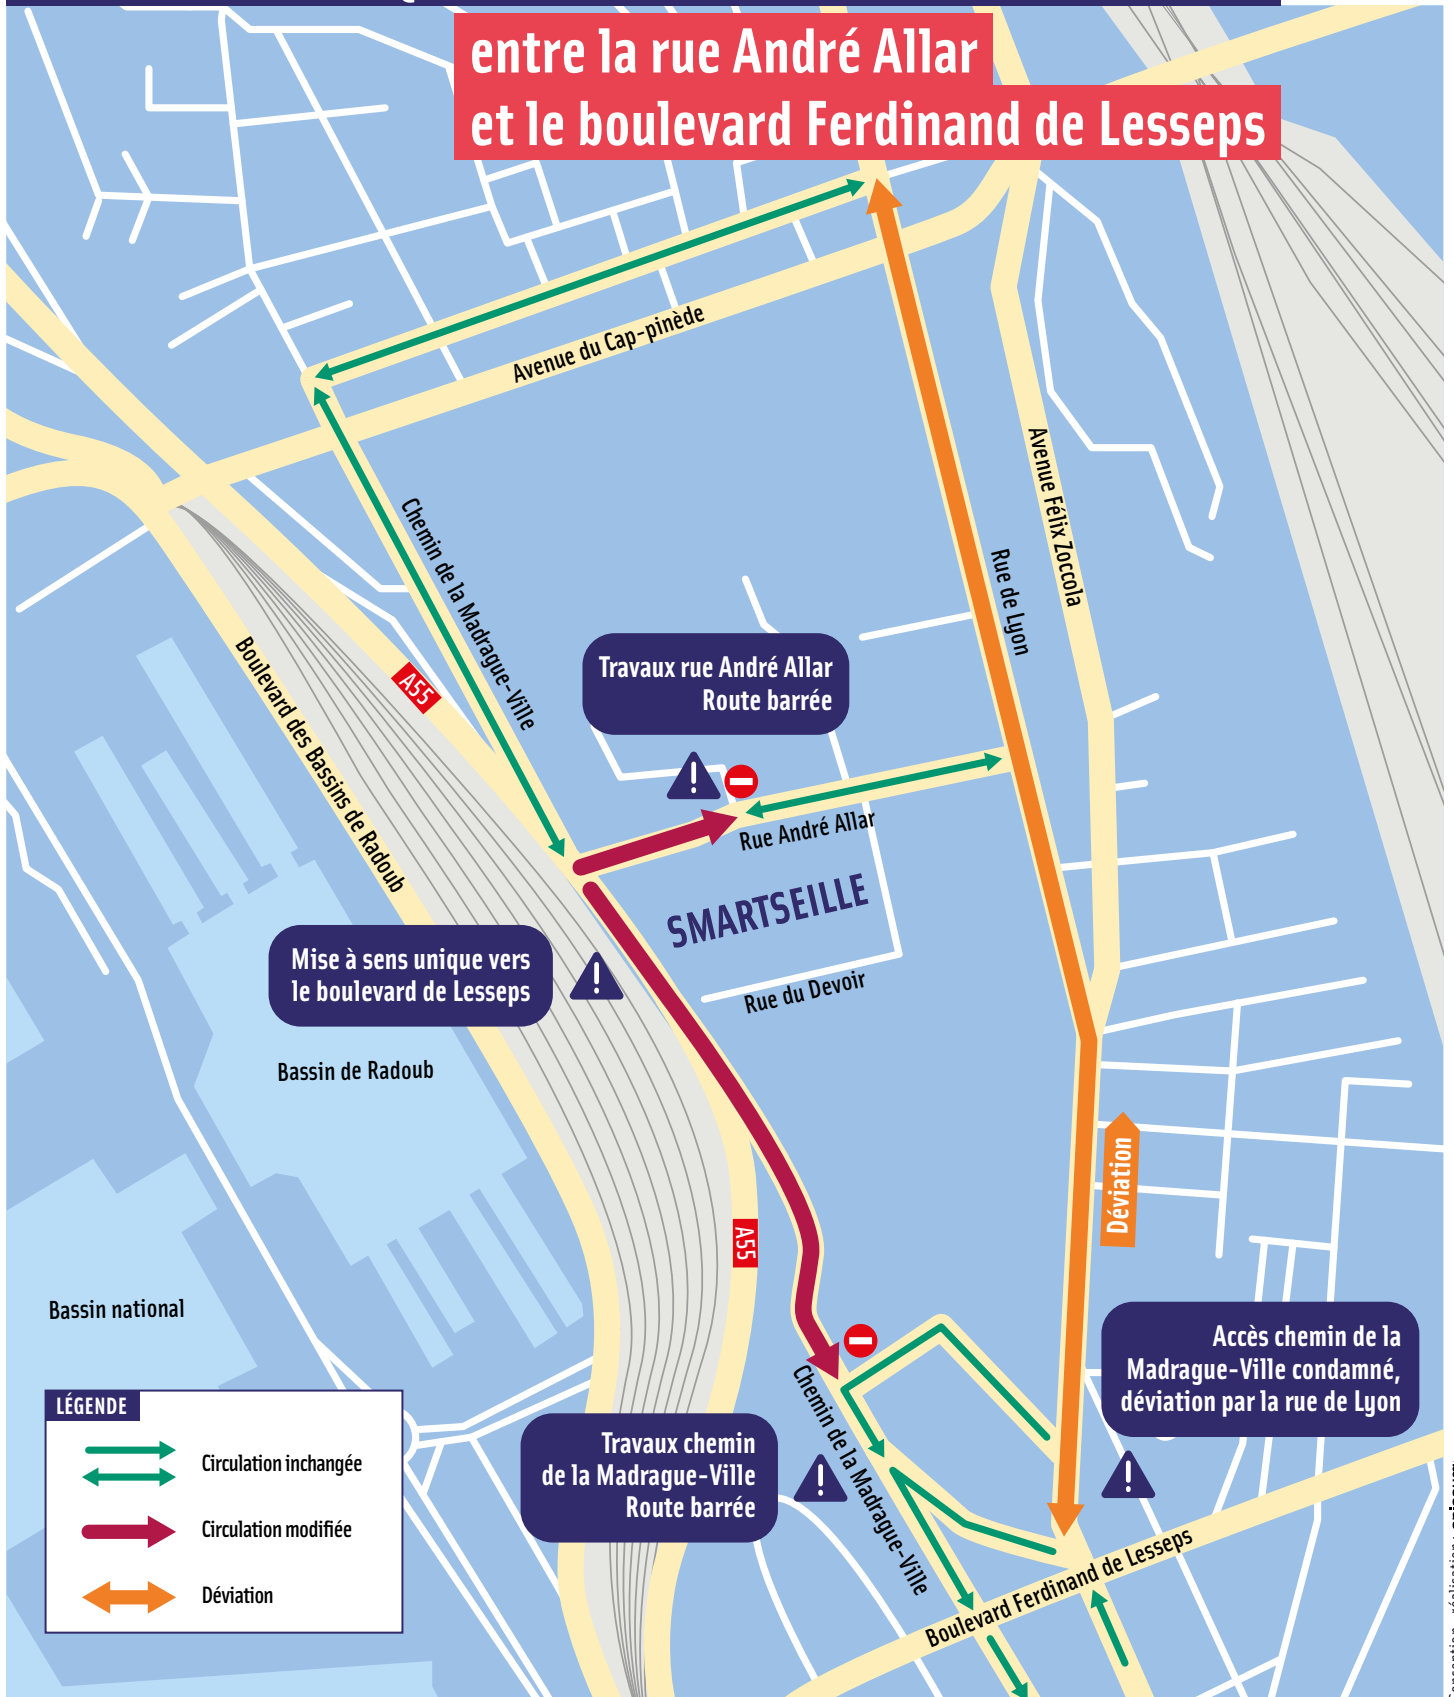 entre la rue André Allar
et le boulevard Ferdinand de Lesseps
Avenue du Cap-pinède
Chemin de la Madrague-Ville
Avenue Félix Zoccola
Rue de Lyon
Boulevard des Bassins de Radoub
A55
Travaux rue André Allar
Route barrée
Rue André Allar
SMARTSEILLE
Rue du Devoir
Mise à sens unique vers
le boulevard de Lesseps
Bassin de Radoub
Déviation
A55
Bassin national
Accès chemin de la
Madrague-Ville condamné,
déviation par la rue de Lyon
Chemin de la Madrague-Ville
Travaux chemin
de la Madrague-Ville
Route barrée
Boulevard Ferdinand de Lesseps
LÉGENDE
Circulation inchangée
Circulation modifiée
Déviation